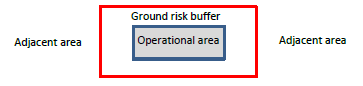 Ground risk buffer
Adjacent area
Operational area
Adjacent area